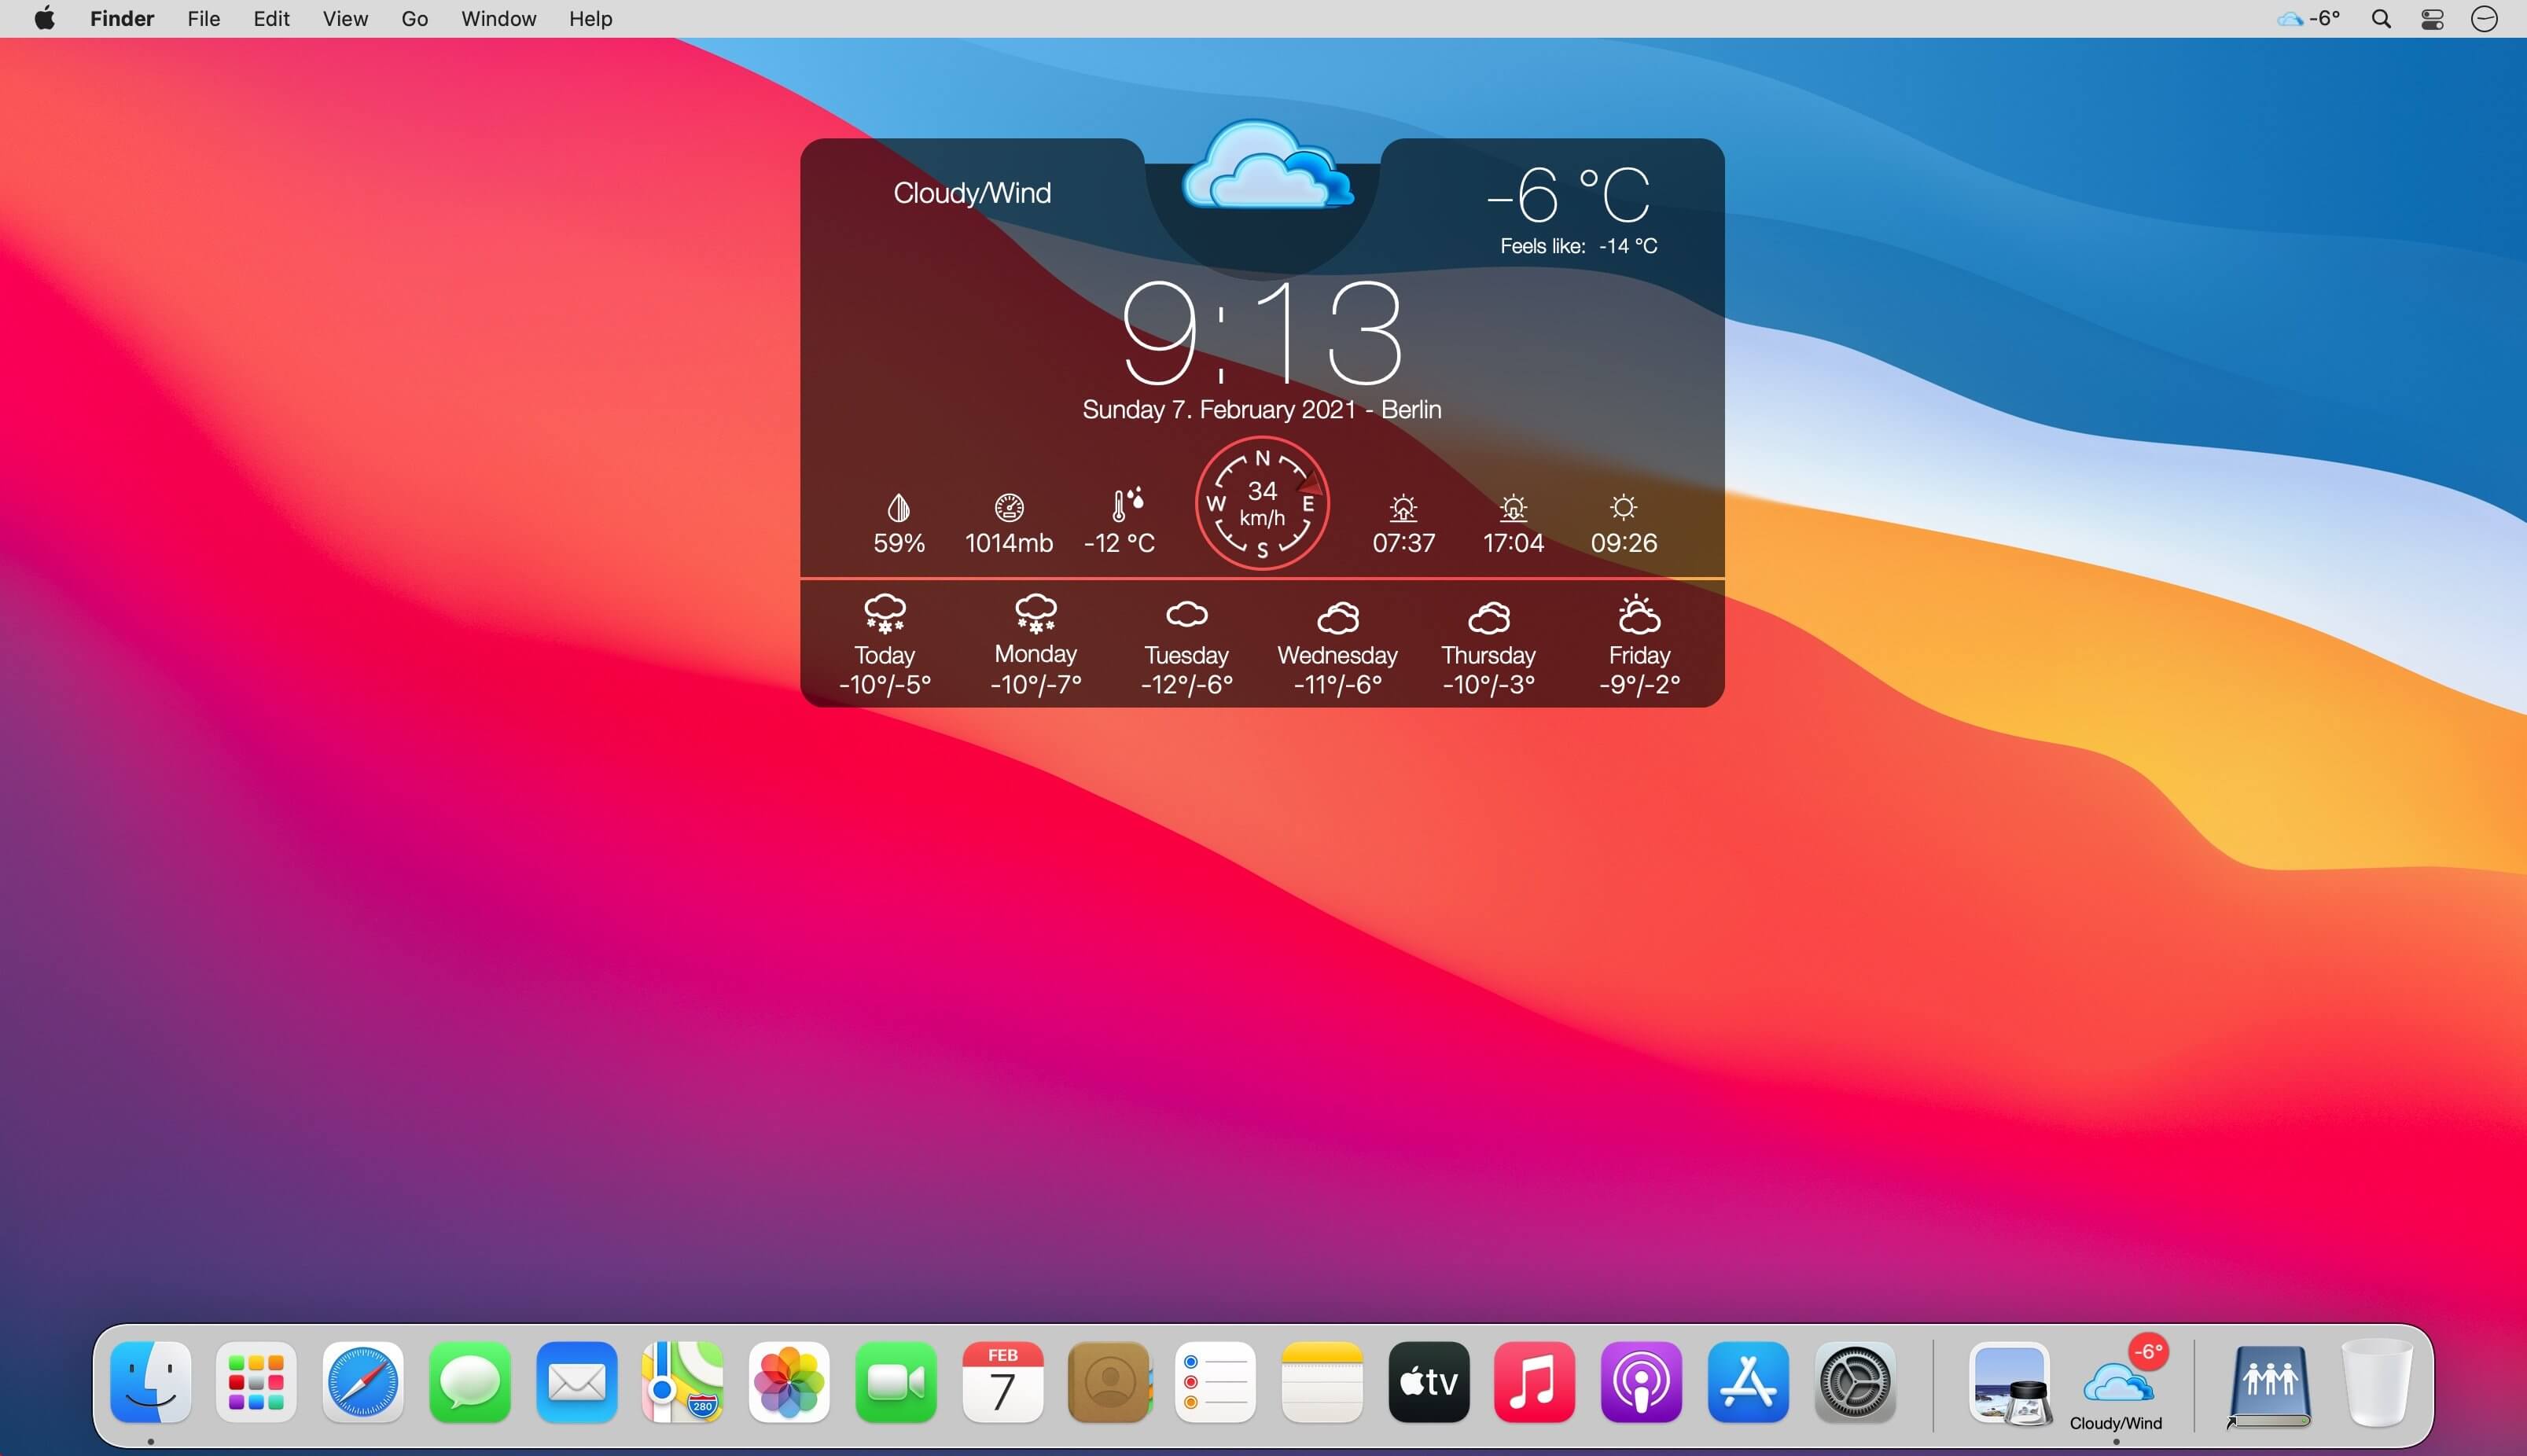 Finder File Edit View Go Window Help -6°
Cloudy/Wind
-6 °C
Feels like: -14 °C
9:13
Sunday 7. February 2021 - Berlin
N
W 34 E
km/h
S
59% 1014mb -12 °C 07:37 17:04 09:26
Today Monday Tuesday Wednesday Thursday Friday
-10°/-5° -10°/-7° -12°/-6° -11°/-6° -10°/-3° -9°/-2°
FEB
7
280
tv
-6°
Cloudy/Wind